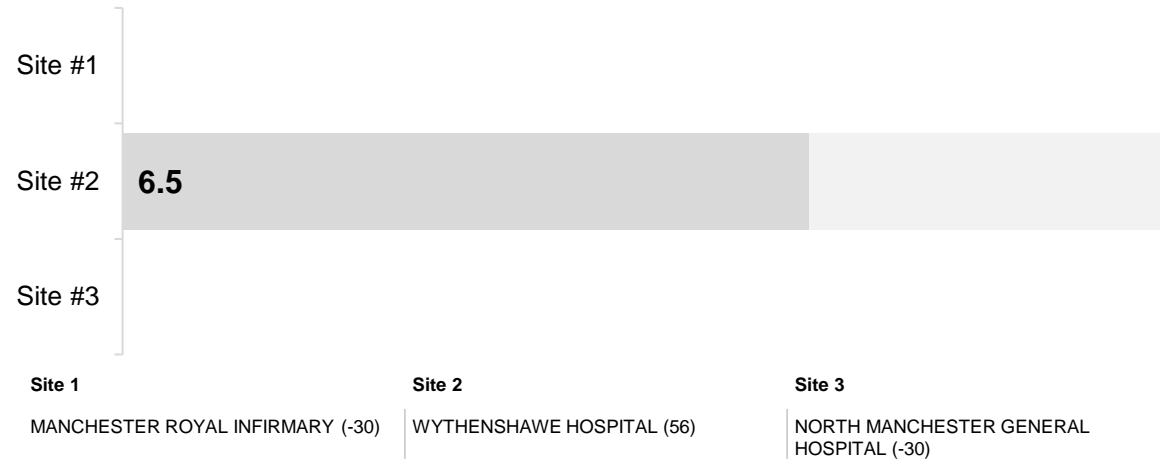 Site #1
Site #2
6.5
Site #3
Site 1
Site 2
Site 3
MANCHESTER ROYAL INFIRMARY (-30)
WYTHENSHAWE HOSPITAL (56)
NORTH MANCHESTER GENERAL
HOSPITAL (-30)